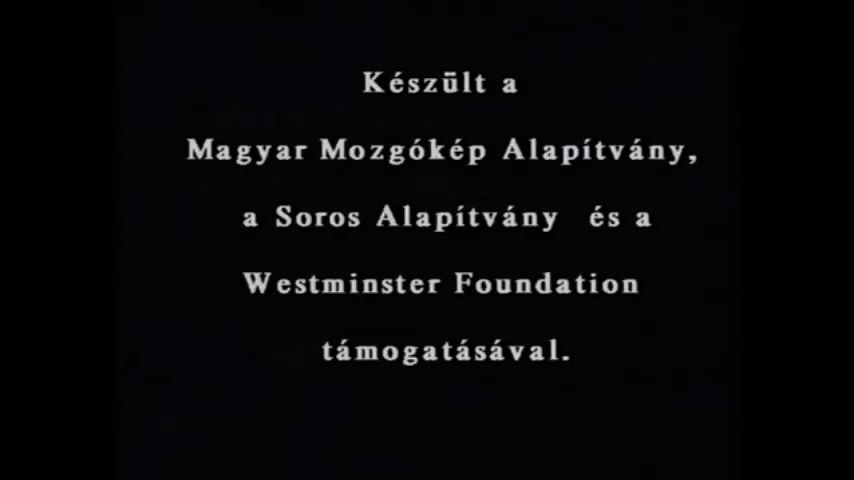 Készült a
Magyar Mozgókép Alapítvány,
a Soros Alapítvány és a
Westminster Foundation
támogatásával.